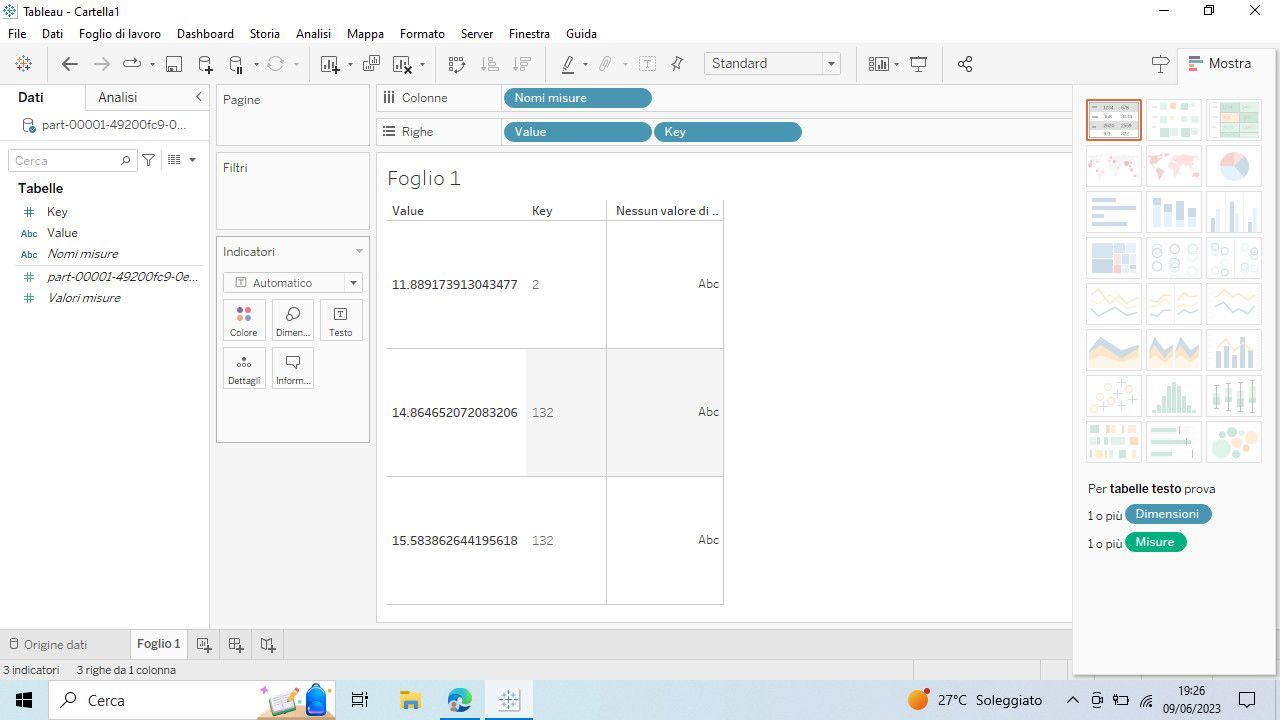 Tableau - Cartella1
File Dati Foglio di lavoro Dashboard Storia Analisi Mappa Formato Server Finestra Guida
Standard
Mostra
Dati Analisi
Pagine
Colonne Nomi misure
part-00001-49200fc9-0...
Righe Value Key
Cerca
Filtri
Tabelle
Key
Abc Value
Abc Nomi misure
part-00001-49200fc9-0e...
Valori misure
Indicatori
Automatico
Colore Dimen... Testo
Dettagli Inform...
Foglio 1
Value Key Nessun valore di ..
11.889173913043477 2 Abc
14.864652072083206 132 Abc
15.583862644195618 132 Abc
Per tabelle testo prova
1 o più Dimensioni
1 o più Misure
Origine dati Foglio 1
3 indicatori 3 righe da 1 colonna
Cerca
27°C Soleggiato
19:26
09/06/2023